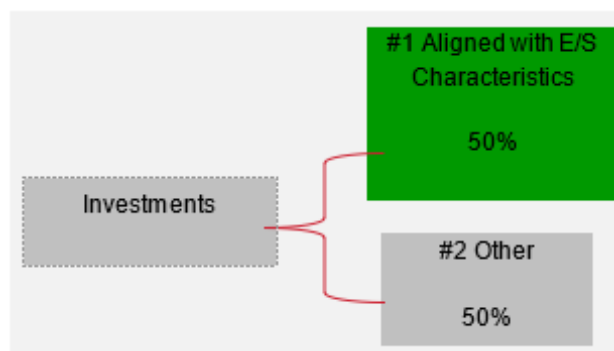 #1 Aligned with E/S
Characteristics
50%
Investments
#2 Other
50%